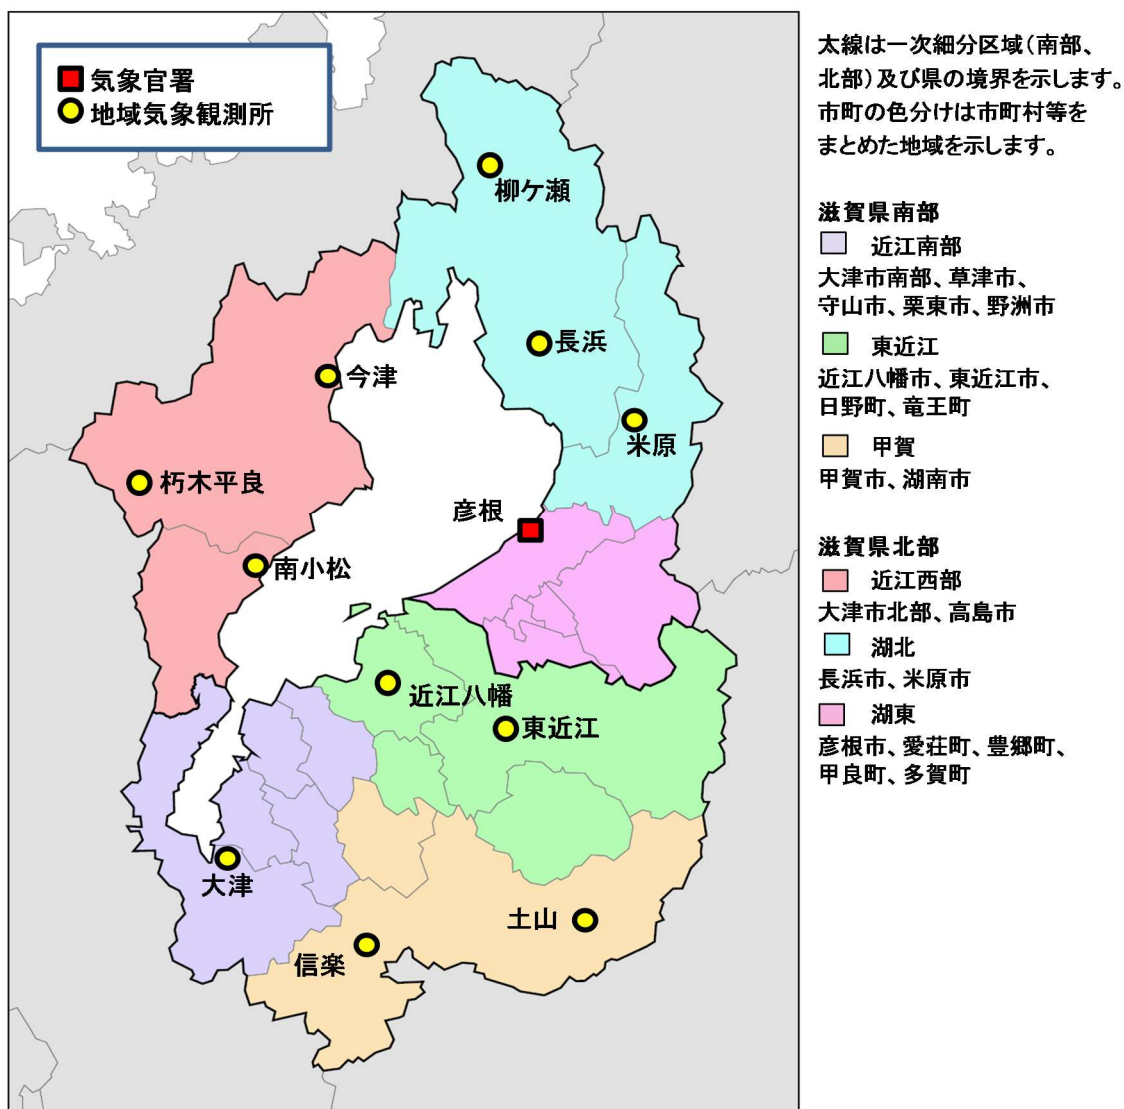 気象官署
地域気象観測所
柳ケ瀬
長浜
今津
米原
朽木平良
彦根
南小松
近江八幡
東近江
大津
土山
信楽
太線は一次細分区域(南部、
北部)及び県の境界を示します。
市町の色分けは市町村等を
まとめた地域を示します。
滋賀県南部
近江南部
大津市南部、草津市、
守山市、栗東市、野洲市
東近江
近江八幡市、東近江市、
日野町、竜王町
甲賀
甲賀市、湖南市
滋賀県北部
近江西部
大津市北部、高島市
湖北
長浜市、米原市
湖東
彦根市、愛荘町、豊郷町、
甲良町、多賀町